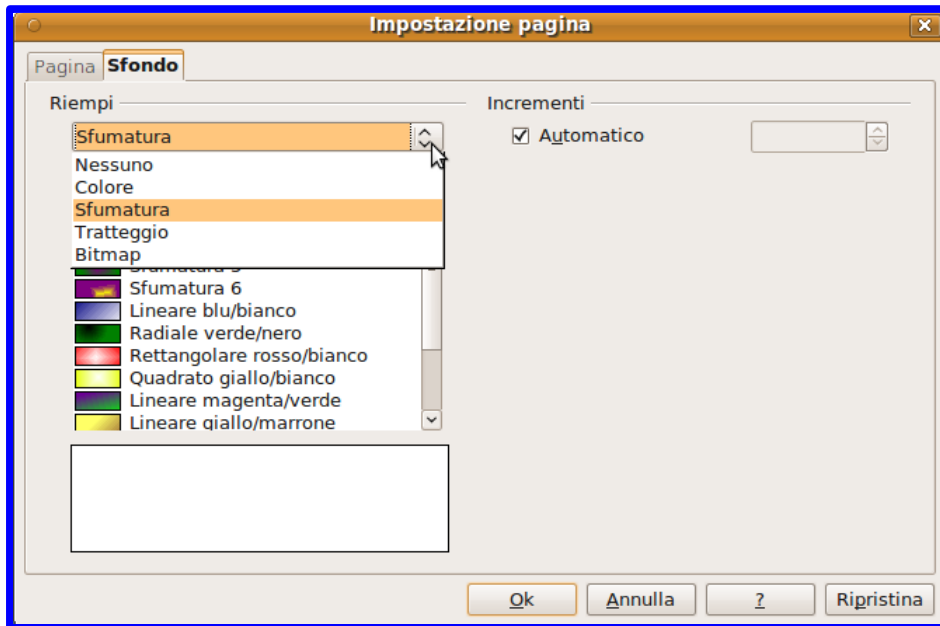 Impostazione pagina
Pagina Sfondo
Riempi
Incrementi
Sfumatura
Automatico
Nessuno
Colore
Sfumatura
Tratteggio
Bitmap
Sfumatura 6
Lineare blu/bianco
Radiale verde/nero
Rettangolare rosso/bianco
Quadrato giallo/bianco
Lineare magenta/verde
Lineare giallo/marrone
Ok Annulla ? Ripristina